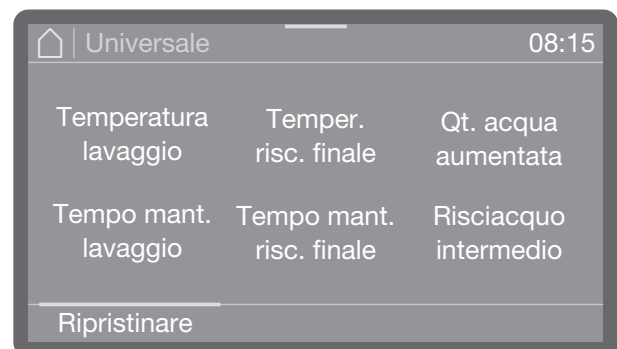 Universale 08:15
Temperatura Temper. Qt. acqua
lavaggio risc. finale aumentata
Tempo mant. Tempo mant. Risciacquo
lavaggio risc. finale intermedio
Ripristinare